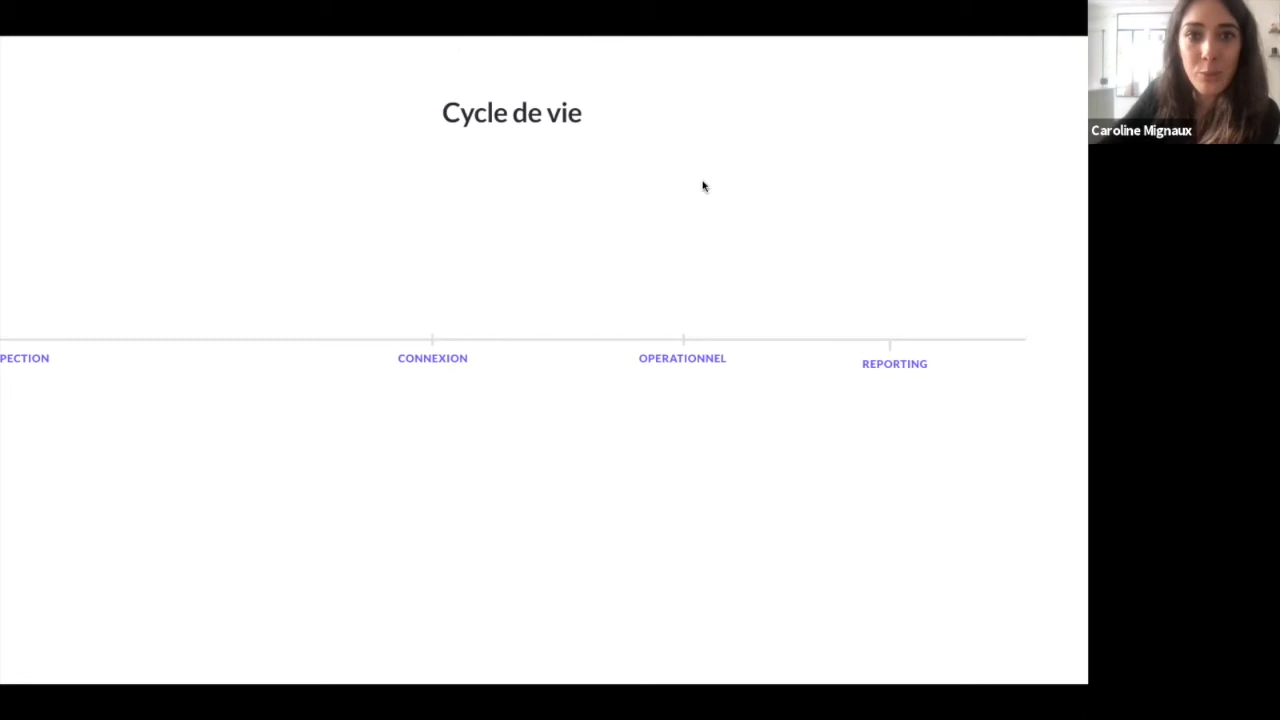 Cycle de vie
Caroline Mignaux
PECTION
CONNEXION
OPERATIONNEL
REPORTING